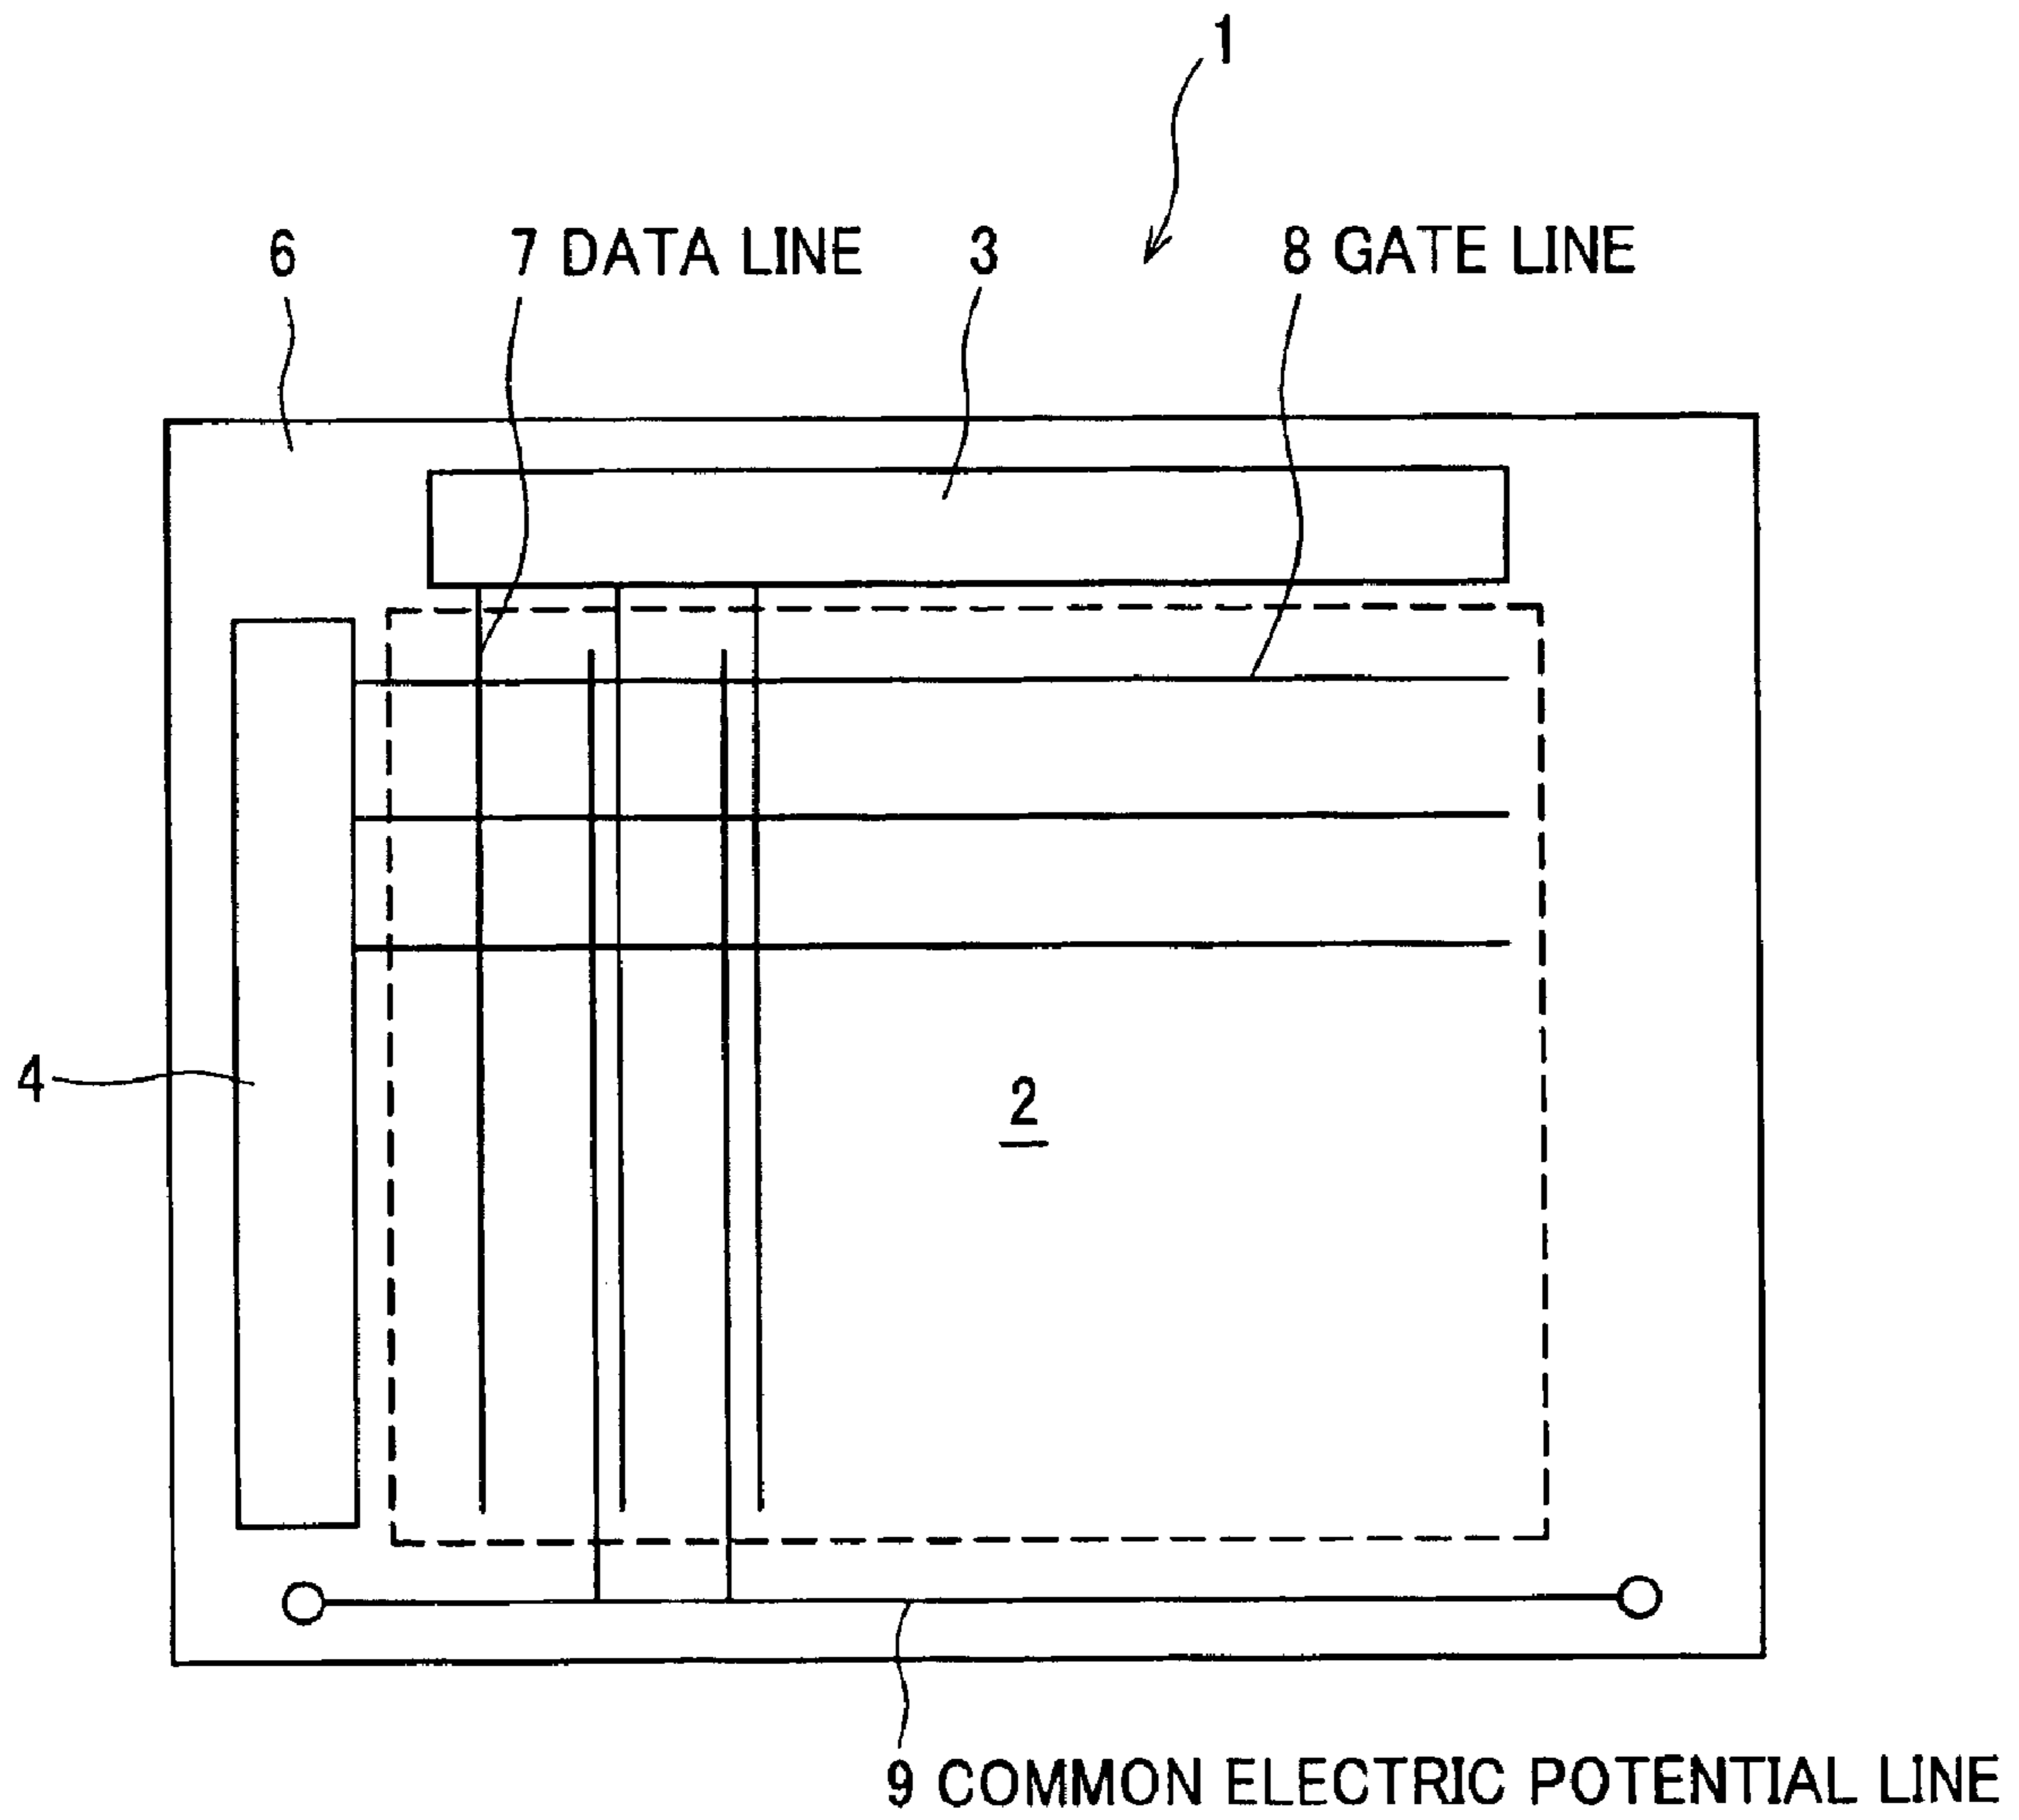 1
6
7 DATA LINE
3
8 GATE LINE
4
2
9 COMMON ELECTRIC POTENTIAL LINE